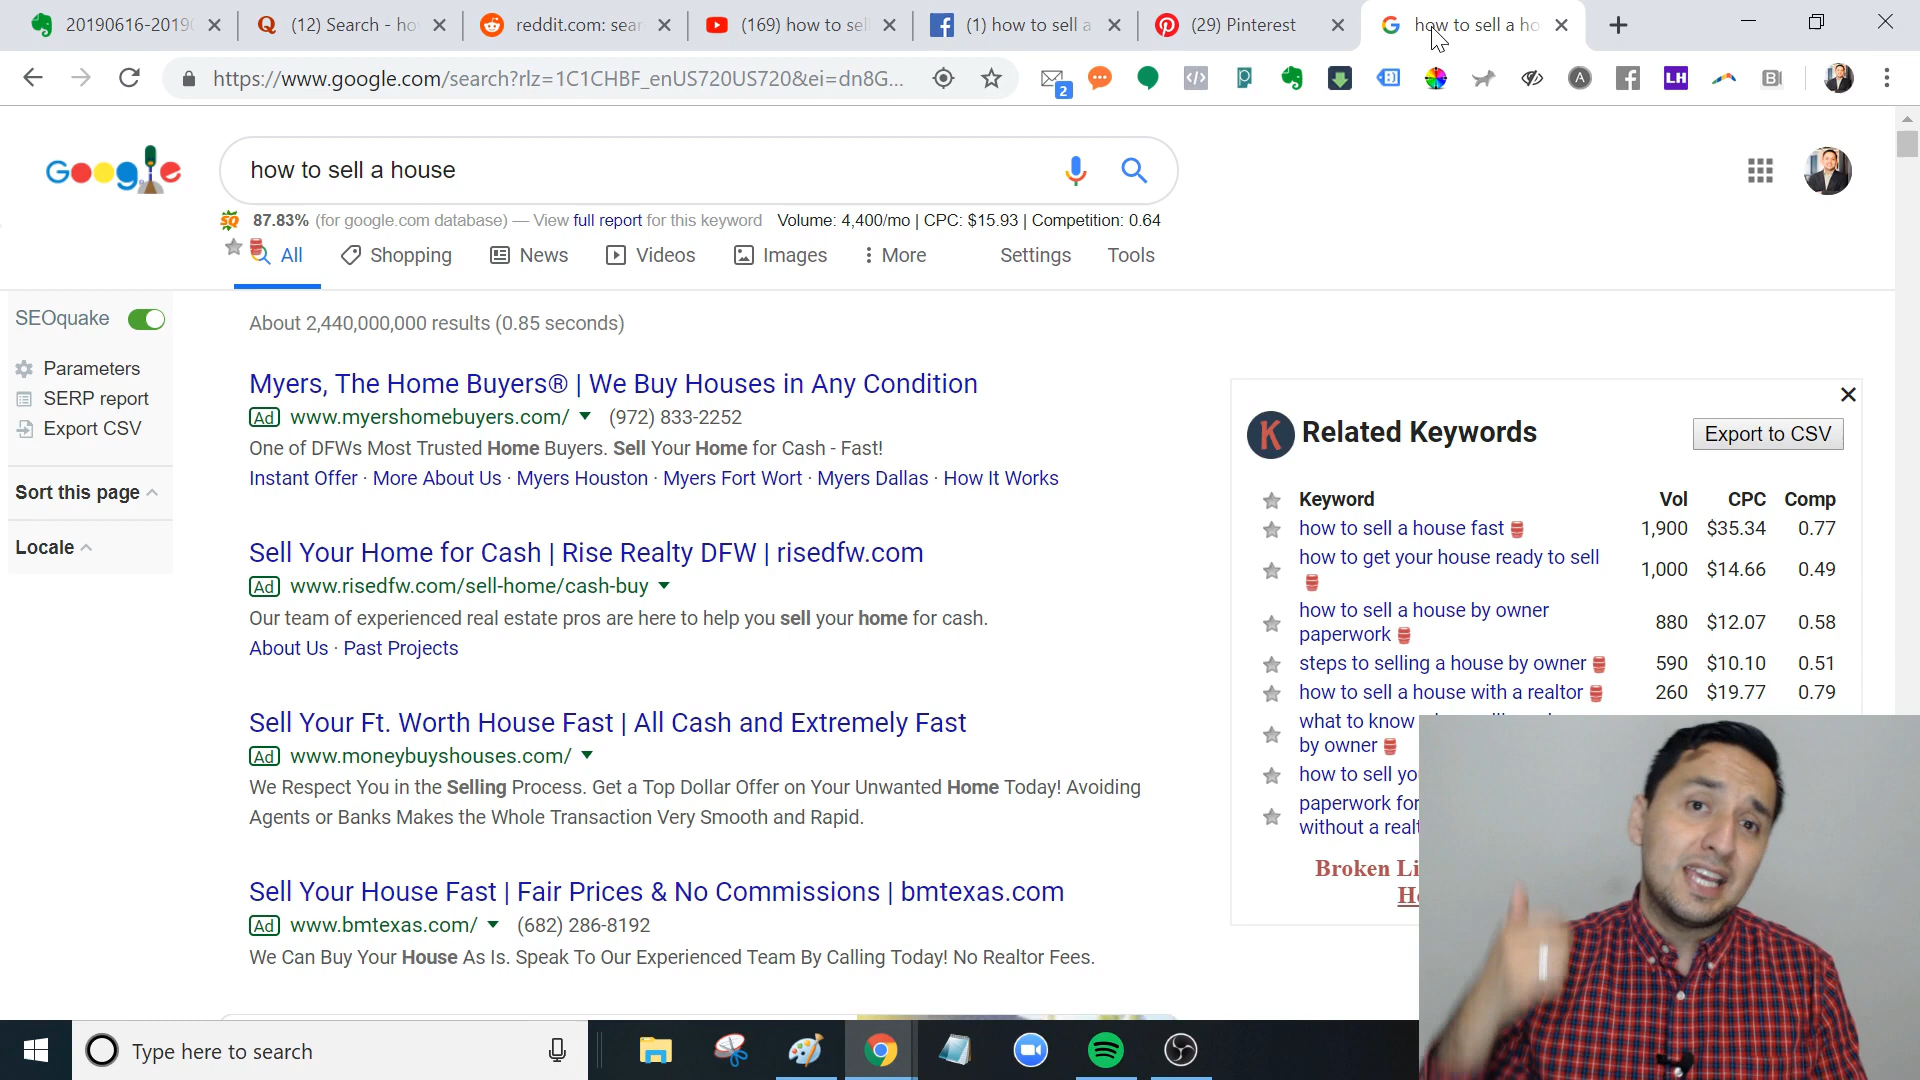 20190616-2019
(12) Search - ho
reddit.com: sear
(169) how to sell
(1) how to sell a
(29) Pinterest
how to sell a ho
https://www.google.com/search?rlz=1C1CHBF_enUS720US720&ei=dn8G...
2
LH
Google
how to sell a house
87.83% (for google.com database) — View full report for this keyword Volume: 4,400/mo | CPC: $15.93 | Competition: 0.64
All Shopping News Videos Images More Settings Tools
SEOquake
Parameters
SERP report
Export CSV
Sort this page
Locale
About 2,440,000,000 results (0.85 seconds)
Myers, The Home Buyers® | We Buy Houses in Any Condition
Ad www.myershomebuyers.com/ (972) 833-2252
One of DFWs Most Trusted Home Buyers. Sell Your Home for Cash - Fast!
Instant Offer · More About Us · Myers Houston · Myers Fort Wort · Myers Dallas · How It Works
Sell Your Home for Cash | Rise Realty DFW | risedfw.com
Ad www.risedfw.com/sell-home/cash-buy
Our team of experienced real estate pros are here to help you sell your home for cash.
About Us · Past Projects
Sell Your Ft. Worth House Fast | All Cash and Extremely Fast
Ad www.moneybuyshouses.com/
We Respect You in the Selling Process. Get a Top Dollar Offer on Your Unwanted Home Today! Avoiding
Agents or Banks Makes the Whole Transaction Very Smooth and Rapid.
Sell Your House Fast | Fair Prices & No Commissions | bmtexas.com
Ad www.bmtexas.com/ (682) 286-8192
We Can Buy Your House As Is. Speak To Our Experienced Team By Calling Today! No Realtor Fees.
K Related Keywords Export to CSV
Keyword Vol CPC Comp
how to sell a house fast 1,900 $35.34 0.77
how to get your house ready to sell 1,000 $14.66 0.49
how to sell a house by owner
paperwork 880 $12.07 0.58
steps to selling a house by owner 590 $10.10 0.51
how to sell a house with a realtor 260 $19.77 0.79
what to know
by owner
how to sell yo
paperwork for
without a realt
Broken Li
H
Type here to search